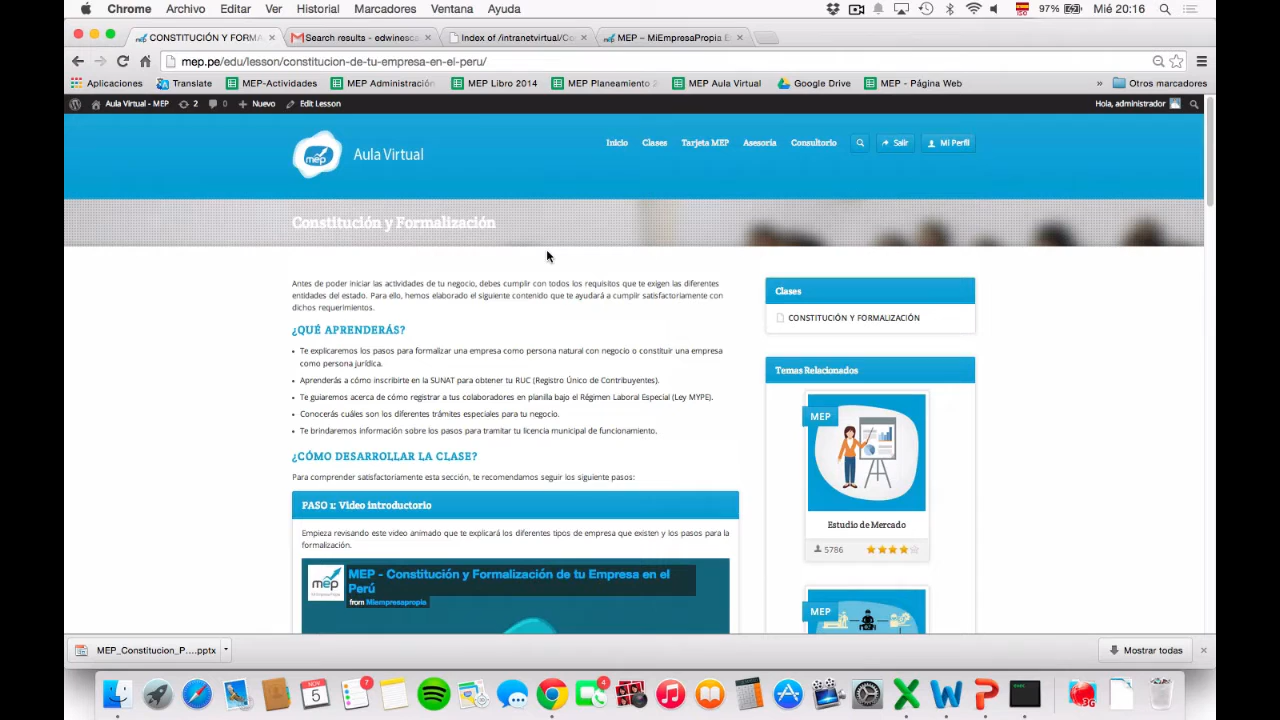 Chrome Archivo Editar Ver Historial Marcadores Ventana Ayuda 97% Mié 20:16
CONSTITUCIÓN Y FORMA Search results - edwinesca Index of /intranetvirtual/Co MEP – MiEmpresaPropia E
mep.pe/edu/lesson/constitucion-de-tu-empresa-en-el-peru/
Aplicaciones Translate MEP-Actividades MEP Administración MEP Libro 2014 MEP Planeamiento 2 MEP Aula Virtual Google Drive MEP - Página Web » Otros marcadores
Aula Virtual - MEP 2 0 Nuevo Edit Lesson Hola, administrador
mep Aula Virtual Inicio Clases Tarjeta MEP Asesoría Consultorio Salir Mi Perfil
Constitución y Formalización
Antes de poder iniciar las actividades de tu negocio, debes cumplir con todos los requisitos que te exigen las diferentes
entidades del estado. Para ello, hemos elaborado el siguiente contenido que te ayudará a cumplir satisfactoriamente con
dichos requerimientos.
¿QUÉ APRENDERÁS?
• Te explicaremos los pasos para formalizar una empresa como persona natural con negocio o constituir una empresa
como persona jurídica.
• Aprenderás a cómo inscribirte en la SUNAT para obtener tu RUC (Registro Único de Contribuyentes).
• Te guiaremos acerca de cómo registrar a tus colaboradores en planilla bajo el Régimen Laboral Especial (Ley MYPE).
• Conocerás cuáles son los diferentes trámites especiales para tu negocio.
• Te brindaremos información sobre los pasos para tramitar tu licencia municipal de funcionamiento.
¿CÓMO DESARROLLAR LA CLASE?
Para comprender satisfactoriamente esta sección, te recomendamos seguir los siguiente pasos:
PASO 1: Video introductorio
Empieza revisando este video animado que te explicará los diferentes tipos de empresa que existen y los pasos para la
formalización.
mep
MEP - Constitución y Formalización de tu Empresa en el
Perú
from Miempresapropia
Clases
CONSTITUCIÓN Y FORMALIZACIÓN
Temas Relacionados
MEP
Estudio de Mercado
5786
MEP
MEP_Constitucion_P....pptx Mostrar todas
7 NOV 5 4 3G